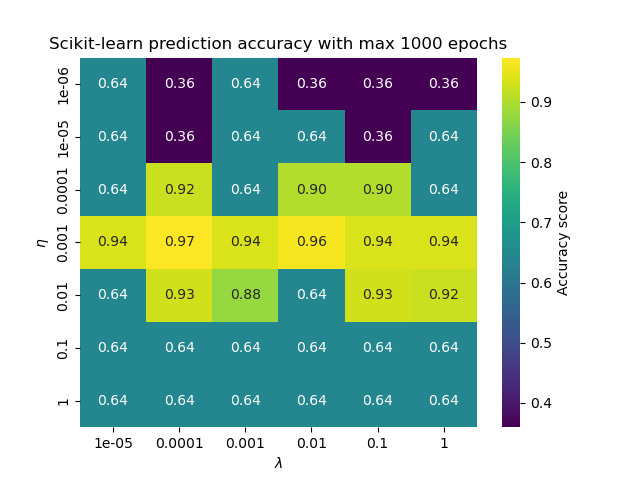 Scikit-learn prediction accuracy with max 1000 epochs
1e-06 0.64 0.36 0.64 0.36 0.36 0.36
1e-05 0.64 0.36 0.64 0.64 0.36 0.64
0.0001 0.64 0.92 0.64 0.90 0.90 0.64
0.001 0.94 0.97 0.94 0.96 0.94 0.94
0.01 0.64 0.93 0.88 0.64 0.93 0.92
0.1 0.64 0.64 0.64 0.64 0.64 0.64
1 0.64 0.64 0.64 0.64 0.64 0.64
η
1e-05 0.0001 0.001 0.01 0.1 1
λ
0.9
0.8
0.7
0.6
0.5
0.4
Accuracy score